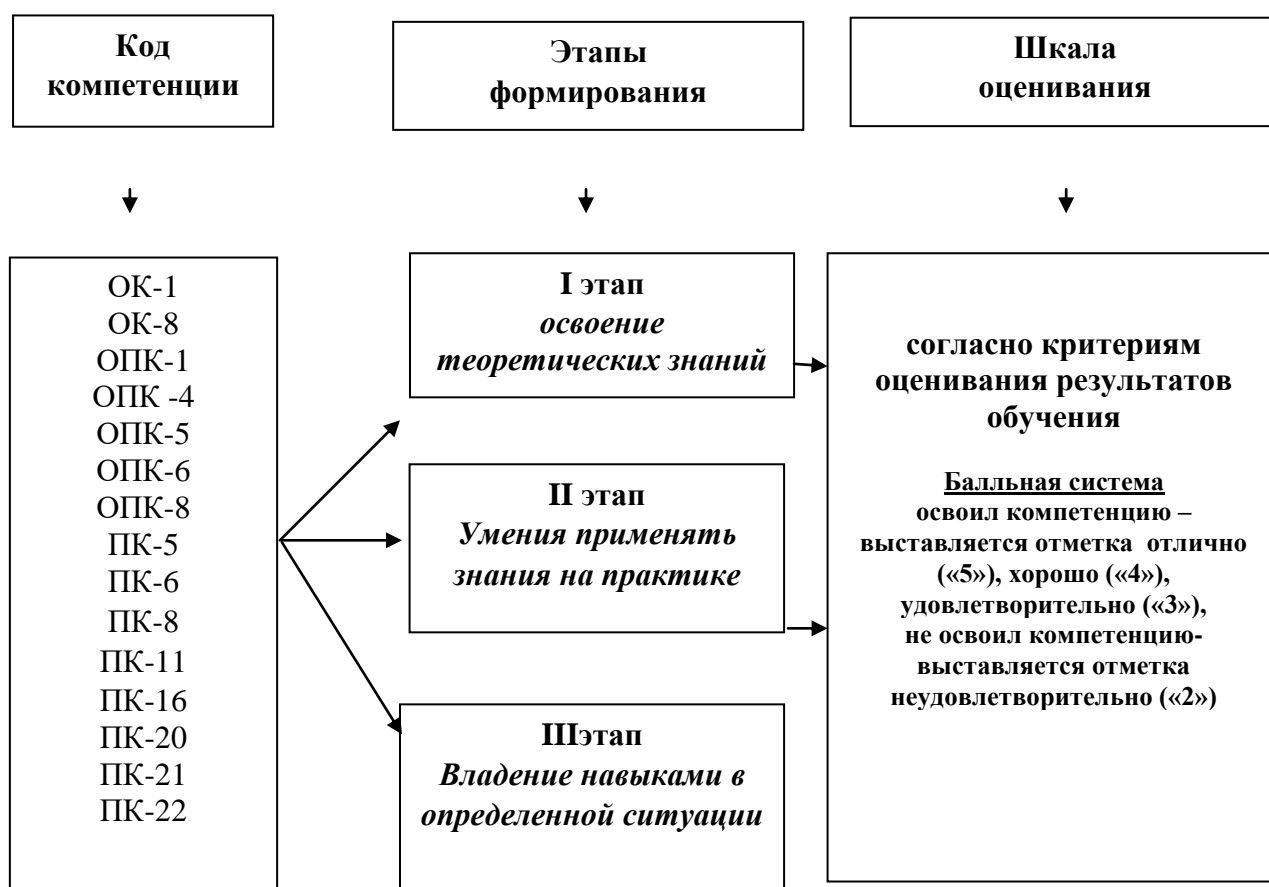 Код
компетенции
Этапы
формирования
Шкала
оценивания
ОК-1
ОК-8
ОПК-1
ОПК -4
ОПК-5
ОПК-6
ОПК-8
ПК-5
ПК-6
ПК-8
ПК-11
ПК-16
ПК-20
ПК-21
ПК-22
I этап
освоение
теоретических знаний
II этап
Умения применять
знания на практике
IIIэтап
Владение навыками в
определенной ситуации
согласно критериям
оценивания результатов
обучения
Балльная система
освоил компетенцию –
выставляется отметка отлично
(«5»), хорошо («4»),
удовлетворительно («3»),
не освоил компетенцию-
выставляется отметка
неудовлетворительно («2»)